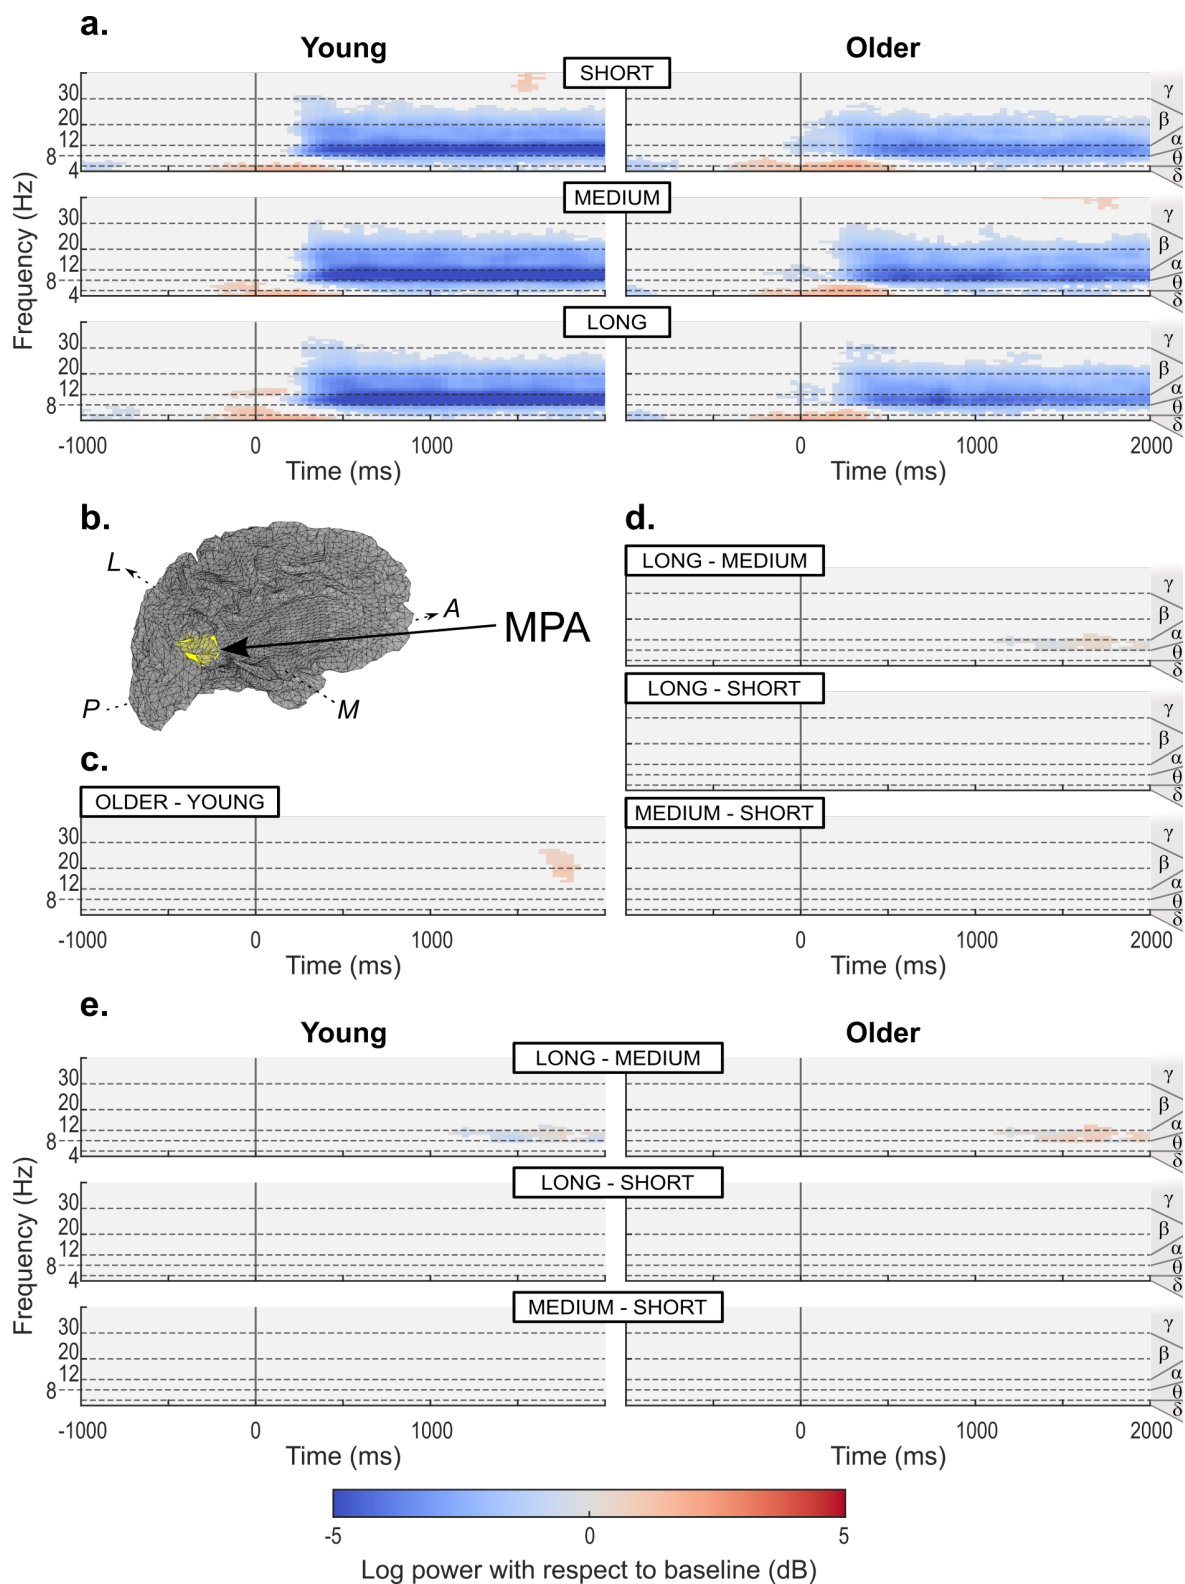 a.
Young Older
SHORT
30 γ
20 β
12 α
8 θ
4 δ
MEDIUM
30 γ
20 β
12 α
8 θ
4 δ
LONG
30 γ
20 β
12 α
8 θ
δ
Frequency (Hz)
-1000 0 1000 0 1000 2000
Time (ms) Time (ms)
b.
L
A
MPA
P
M
c.
OLDER - YOUNG
30
20
12
8
-1000 0 1000
Time (ms)
d.
LONG - MEDIUM
γ
β
α
θ
δ
LONG - SHORT
γ
β
α
θ
δ
MEDIUM - SHORT
γ
β
α
θ
δ
0 1000 2000
Time (ms)
e.
Young Older
LONG - MEDIUM
30 γ
20 β
12 α
8 θ
4 δ
LONG - SHORT
30 γ
20 β
12 α
8 θ
4 δ
MEDIUM - SHORT
30 γ
20 β
12 α
8 θ
δ
Frequency (Hz)
-1000 0 1000 0 1000 2000
Time (ms) Time (ms)
-5 0 5
Log power with respect to baseline (dB)